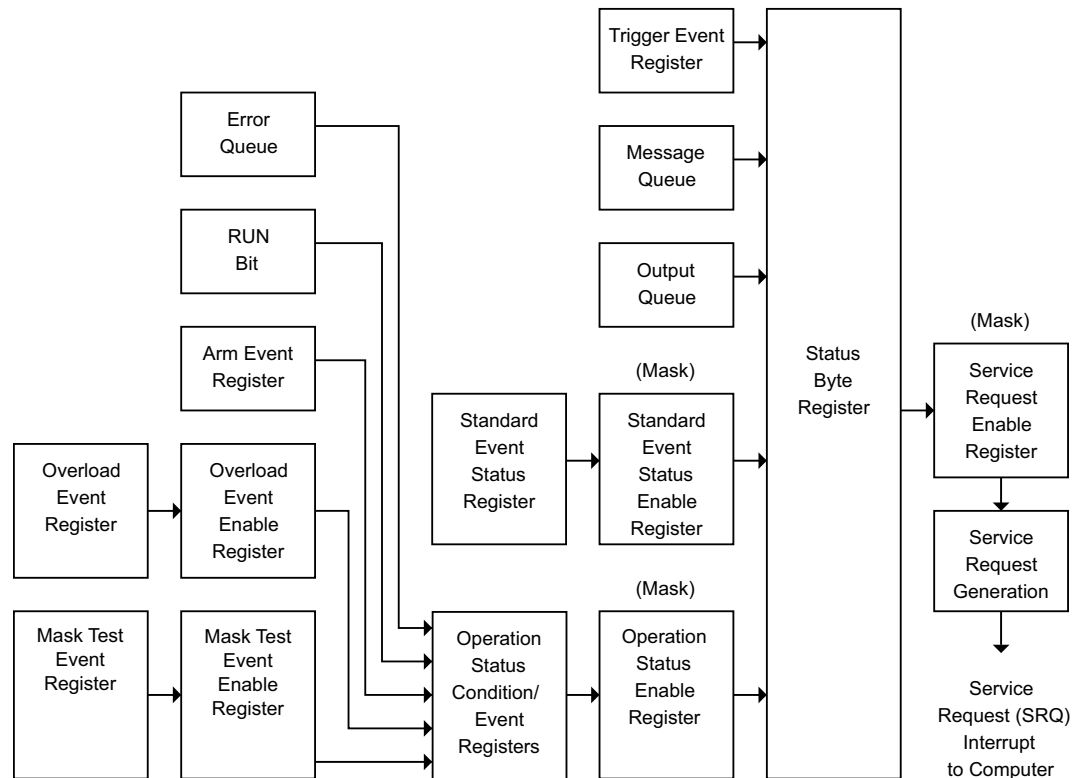 Trigger Event
Register
Error
Queue
Message
Queue
RUN
Bit
Output
Queue
Arm Event
Register
(Mask)
Standard
Event
Status
Register
Standard
Event
Status
Enable
Register
Status
Byte
Register
(Mask)
Service
Request
Enable
Register
Overload
Event
Register
Overload
Event
Enable
Register
Service
Request
Generation
(Mask)
Mask Test
Event
Register
Mask Test
Event
Enable
Register
Operation
Status
Condition/
Event
Registers
Operation
Status
Enable
Register
Service
Request (SRQ)
Interrupt
to Computer